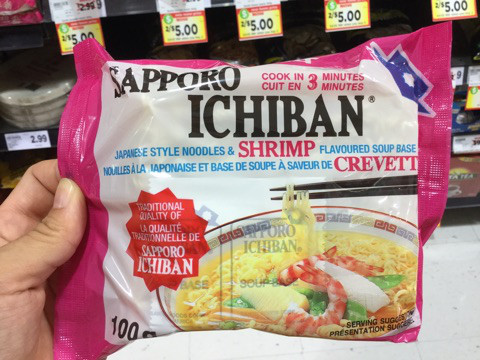 2/$5.00
2/$5.00
2/$5.00
2/$5.00
2.99
SAPPORO
ICHIBAN®
COOK IN 3 MINUTES
CUIT EN 3 MINUTES
JAPANESE STYLE NOODLES & SHRIMP FLAVOURED SOUP BASE
NOUILLES À LA JAPONAISE ET BASE DE SOUPE À SAVEUR DE CREVETT
TRADITIONAL
QUALITY OF
LA QUALITÉ
TRADITIONNELLE DE
SAPPORO
ICHIBAN
SAPPORO
ICHIBAN
BASE
SOUP B
100 g
SERVING SUGGESTI
PRÉSENTATION SUGGÉRÉE